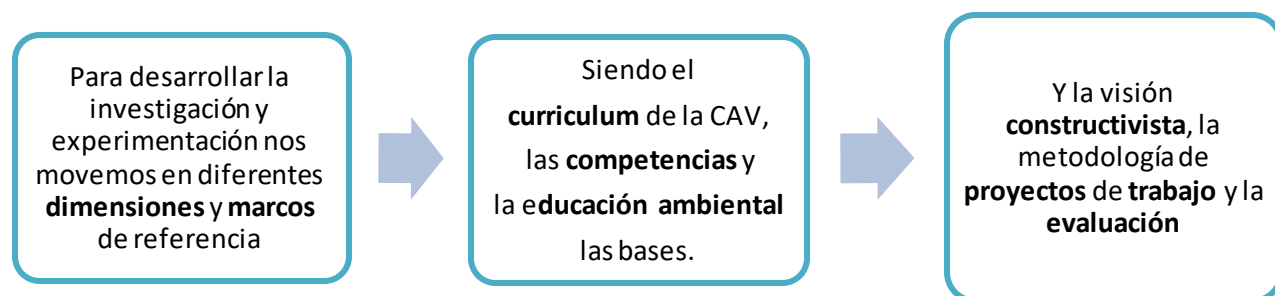 Para desarrollar la
investigación y
experimentación nos
movemos en diferentes
dimensiones y marcos
de referencia
Siendo el
curriculum de la CAV,
las competencias y
la educación ambiental
las bases.
Y la visión
constructivista, la
metodología de
proyectos de trabajo y la
evaluación